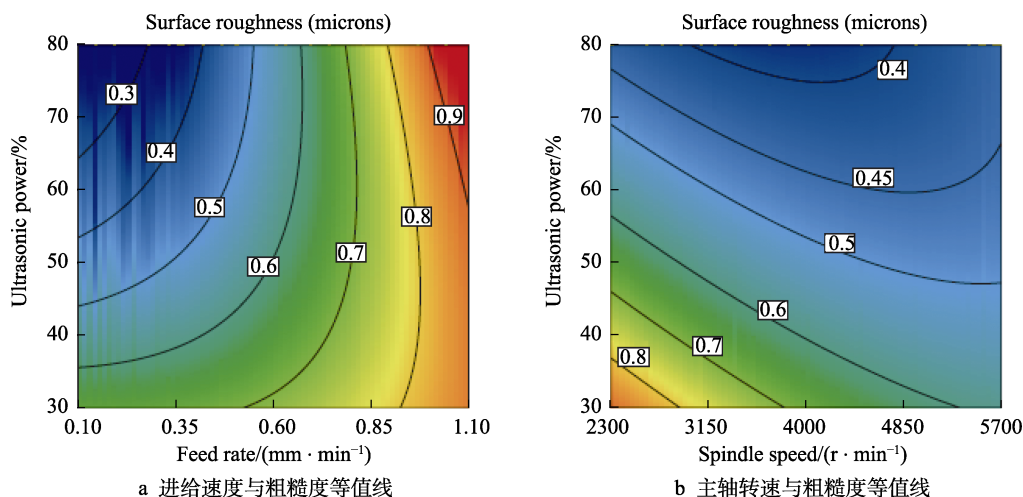 Surface roughness (microns)
80
70
60
50
40
30
Ultrasonic power/%
0.3
0.4
0.5
0.6
0.7
0.8
0.9
0.10 0.35 0.60 0.85 1.10
Feed rate/(mm · min⁻¹)
a 进给速度与粗糙度等值线
Surface roughness (microns)
80
70
60
50
40
30
Ultrasonic power/%
0.4
0.45
0.5
0.6
0.7
0.8
2300 3150 4000 4850 5700
Spindle speed/(r · min⁻¹)
b 主轴转速与粗糙度等值线